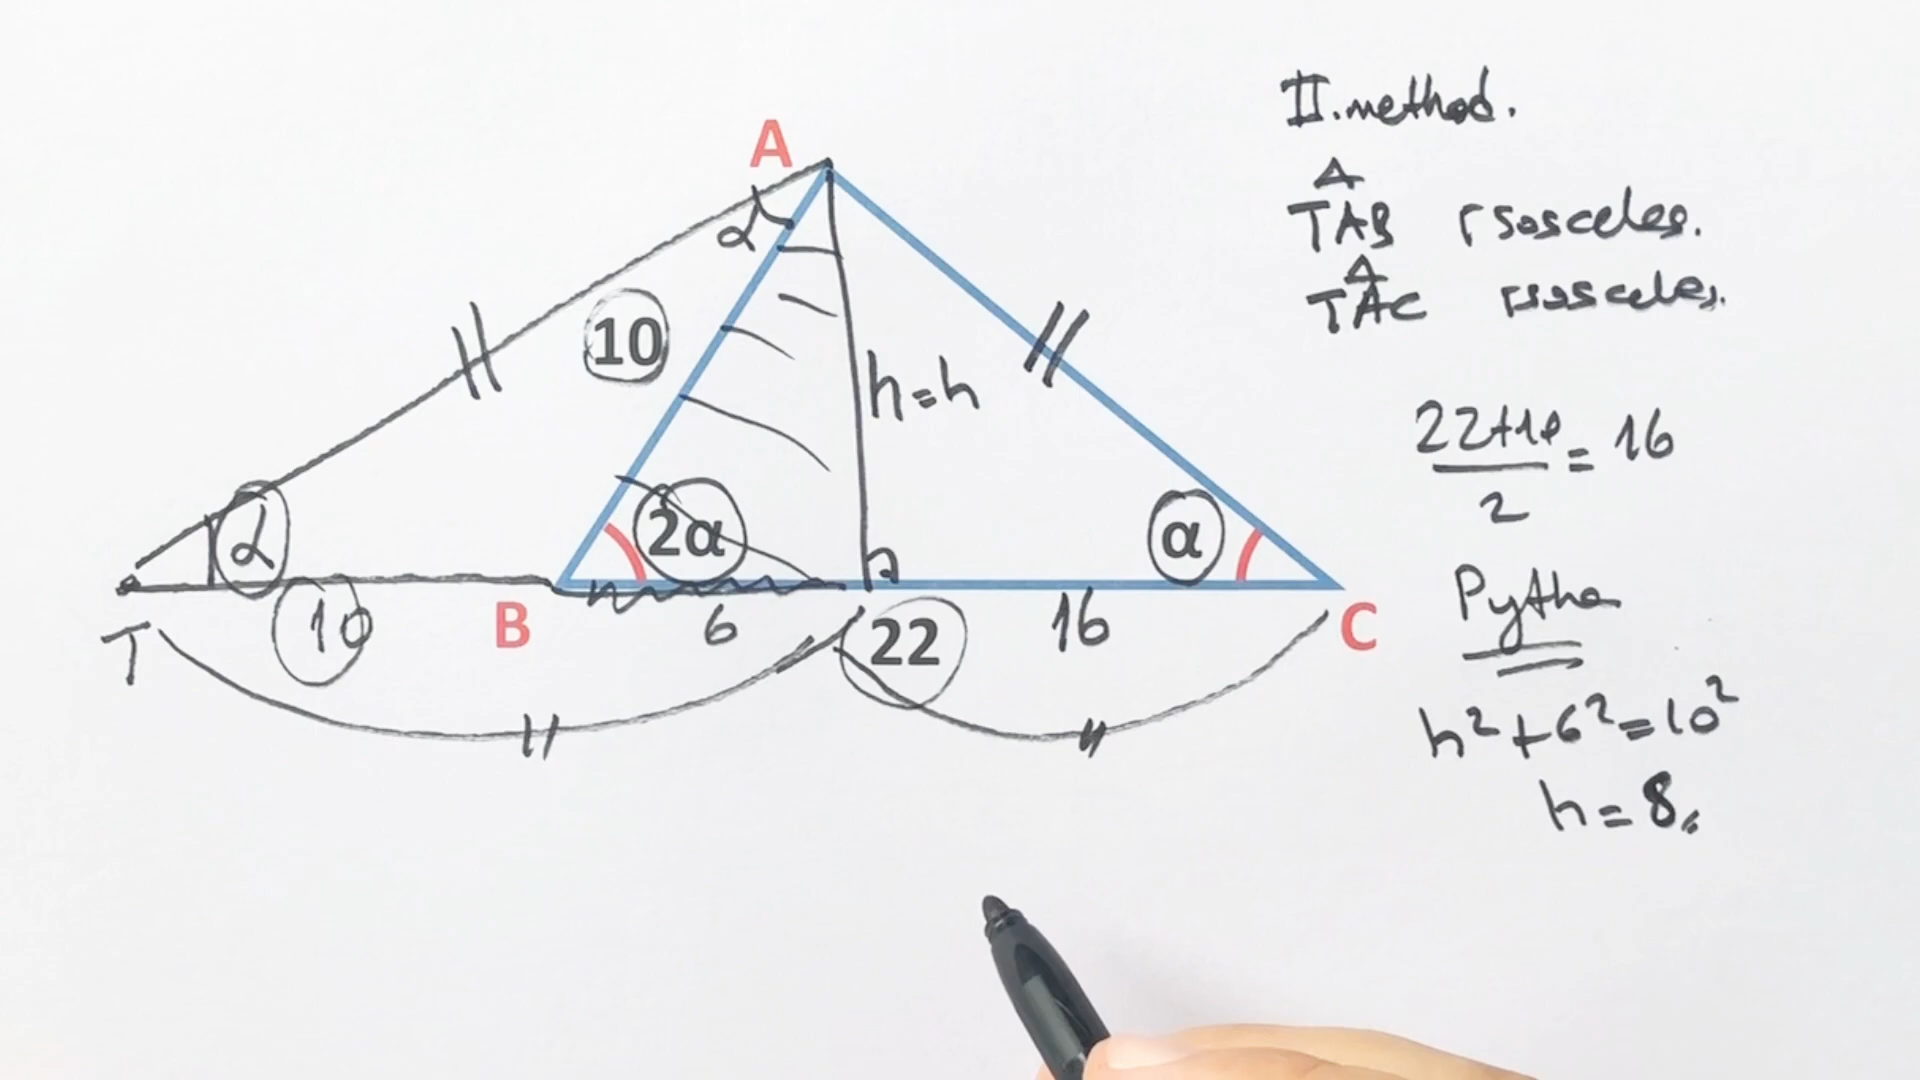 II. method.
A
TAB isosceles.
TAC isosceles.
α
10
h=h
22+10
= 16
2
α
2α
α
10
B
6
22
16
C
T
Pytha
h²+6²=10²
h=8.